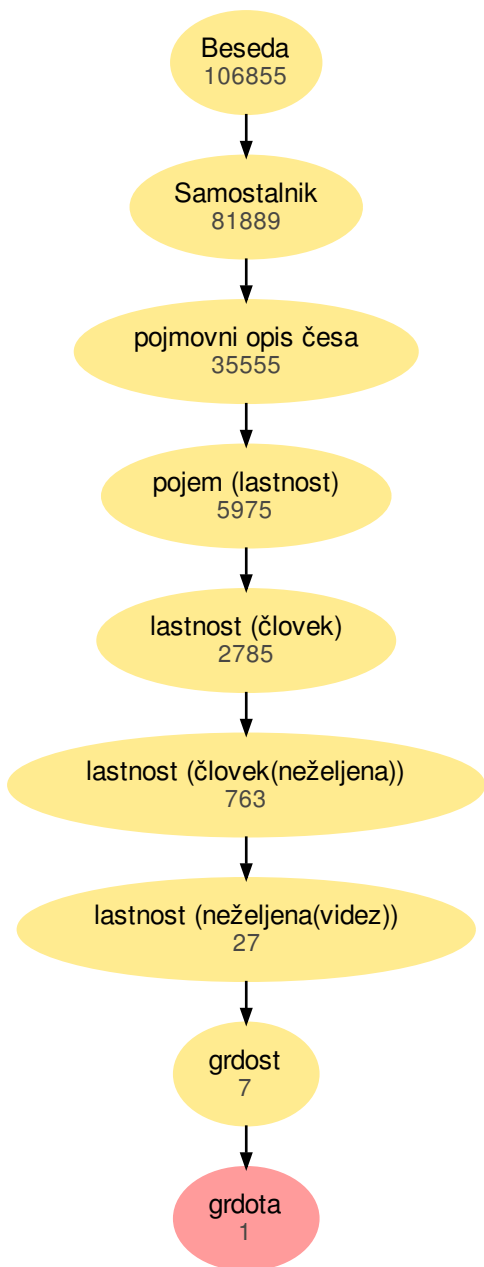 Beseda
106855
Samostalnik
81889
pojmovni opis česa
35555
pojem (lastnost)
5975
lastnost (človek)
2785
lastnost (človek(neželjena))
763
lastnost (neželjena(videz))
27
grdost
7
grdota
1